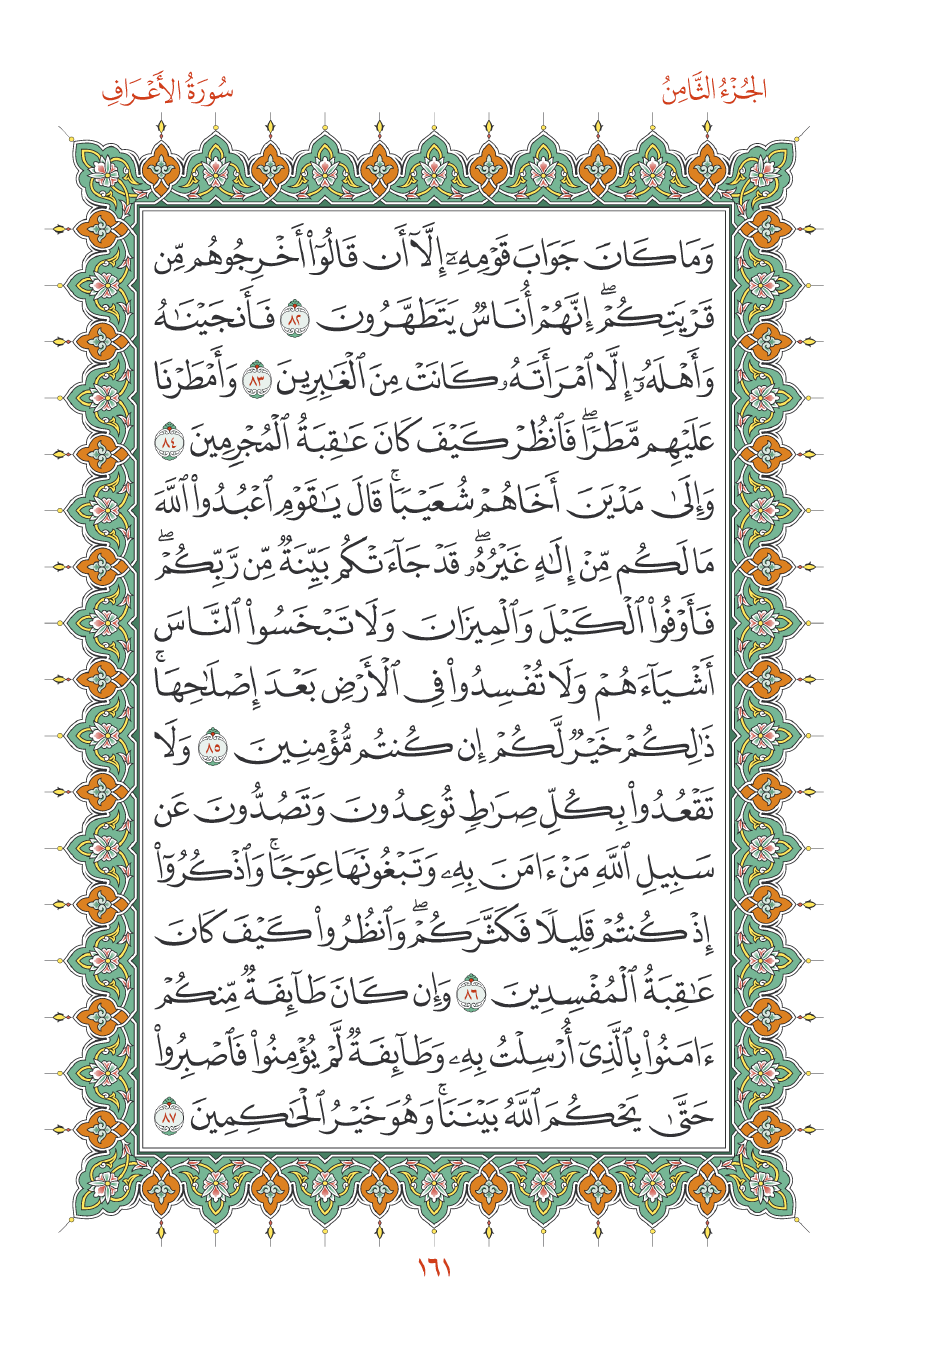 الجُزْءُ الثَّامِنُ
سُورَةُ الأَعْرَافِ
وَمَا كَانَ جَوَابَ قَوْمِهِۦٓ إِلَّآ أَن قَالُوٓا۟ أَخْرِجُوهُم مِّن
قَرْيَتِكُمْ ۖ إِنَّهُمْ أُنَاسٌ يَتَطَهَّرُونَ ٨٢ فَأَنجَيْنَٰهُ
وَأَهْلَهُۥٓ إِلَّا ٱمْرَأَتَهُۥ كَانَتْ مِنَ ٱلْغَٰبِرِينَ ٨٣ وَأَمْطَرْنَا
عَلَيْهِم مَّطَرًا ۖ فَٱنظُرْ كَيْفَ كَانَ عَٰقِبَةُ ٱلْمُجْرِمِينَ ٨٤
وَإِلَىٰ مَدْيَنَ أَخَاهُمْ شُعَيْبًا ۚ قَالَ يَٰقَوْمِ ٱعْبُدُوا۟ ٱللَّهَ
مَا لَكُم مِّنْ إِلَٰهٍ غَيْرُهُۥ ۖ قَدْ جَآءَتْكُم بَيِّنَةٌ مِّن رَّبِّكُمْ ۖ
فَأَوْفُوا۟ ٱلْكَيْلَ وَٱلْمِيزَانَ وَلَا تَبْخَسُوا۟ ٱلنَّاسَ
أَشْيَآءَهُمْ وَلَا تُفْسِدُوا۟ فِى ٱلْأَرْضِ بَعْدَ إِصْلَٰحِهَا ۚ
ذَٰلِكُمْ خَيْرٌ لَّكُمْ إِن كُنتُم مُّؤْمِنِينَ ٨٥ وَلَا
تَقْعُدُوا۟ بِكُلِّ صِرَٰطٍ تُوعِدُونَ وَتَصُدُّونَ عَن
سَبِيلِ ٱللَّهِ مَنْ ءَامَنَ بِهِۦ وَتَبْغُونَهَا عِوَجًا ۚ وَٱذْكُرُوٓا۟
إِذْ كُنتُمْ قَلِيلًا فَكَثَّرَكُمْ ۖ وَٱنظُرُوا۟ كَيْفَ كَانَ
عَٰقِبَةُ ٱلْمُفْسِدِينَ ٨٦ وَإِن كَانَ طَآئِفَةٌ مِّنكُمْ
ءَامَنُوا۟ بِٱلَّذِىٓ أُرْسِلْتُ بِهِۦ وَطَآئِفَةٌ لَّمْ يُؤْمِنُوا۟ فَٱصْبِرُوا۟
حَتَّىٰ يَحْكُمَ ٱللَّهُ بَيْنَنَا ۚ وَهُوَ خَيْرُ ٱلْحَٰكِمِينَ ٨٧
١٦١